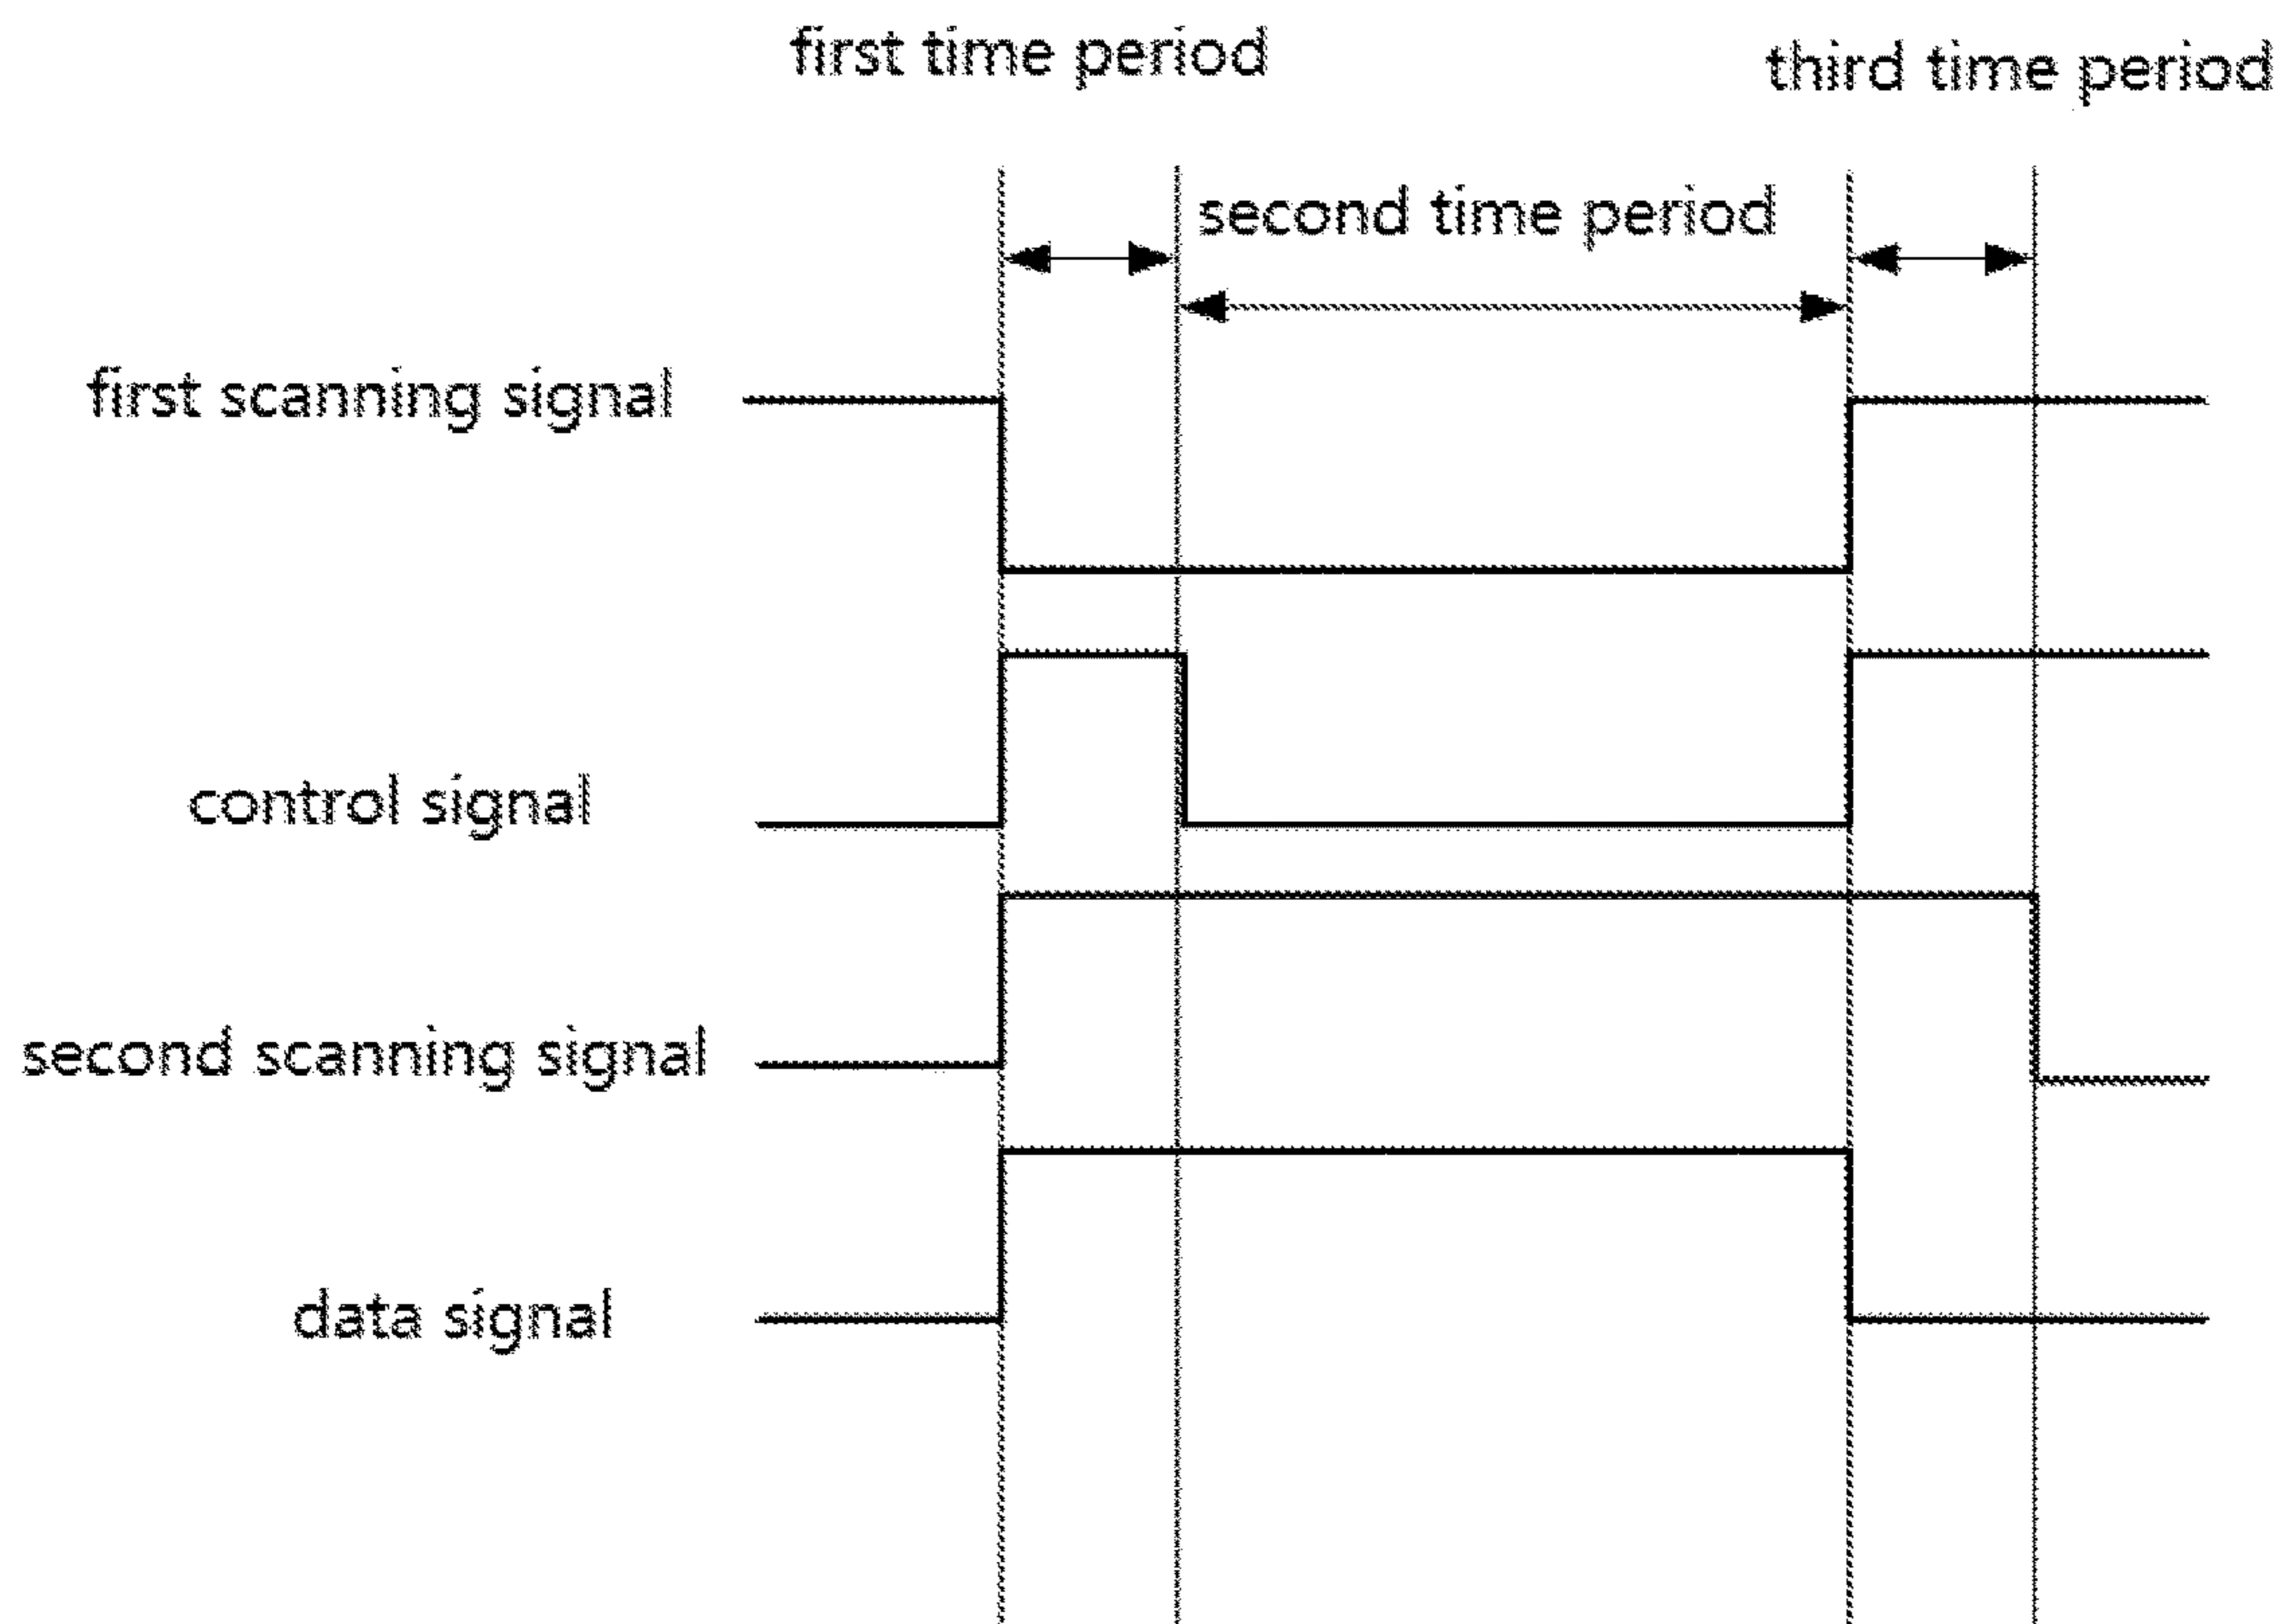 first time period
third time period
second time period
first scanning signal
control signal
second scanning signal
data signal